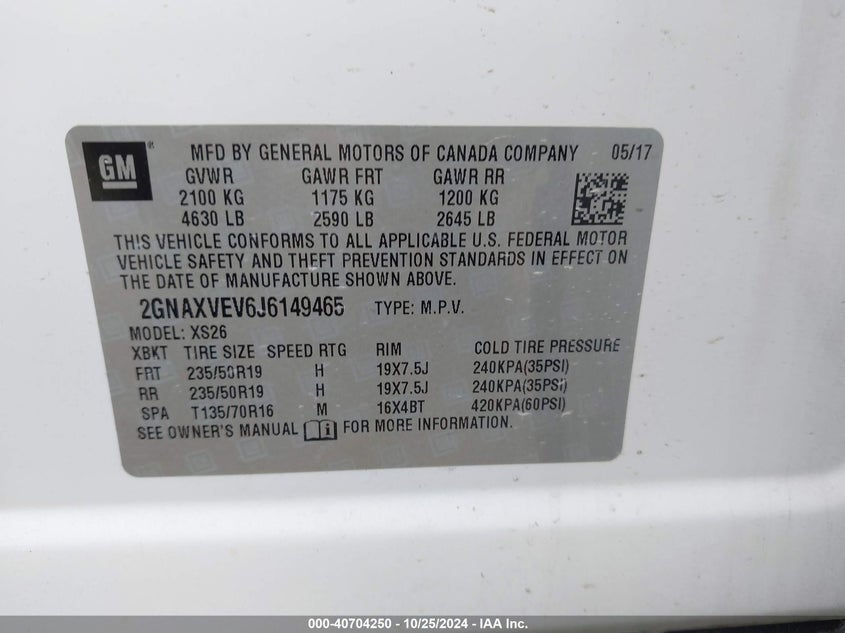 GM ® MFD BY GENERAL MOTORS OF CANADA COMPANY 05/17
GVWR GAWR FRT GAWR RR
2100 KG 1175 KG 1200 KG
4630 LB 2590 LB 2645 LB
THIS VEHICLE CONFORMS TO ALL APPLICABLE U.S. FEDERAL MOTOR
VEHICLE SAFETY AND THEFT PREVENTION STANDARDS IN EFFECT ON
THE DATE OF MANUFACTURE SHOWN ABOVE.
2GNAXVEV6J6149465 TYPE: M.P.V.
MODEL: XS26
XBKT TIRE SIZE SPEED RTG RIM COLD TIRE PRESSURE
FRT 235/50R19 H 19X7.5J 240KPA(35PSI)
RR 235/50R19 H 19X7.5J 240KPA(35PSI)
SPA T135/70R16 M 16X4BT 420KPA(60PSI)
SEE OWNER'S MANUAL i FOR MORE INFORMATION.
000-40704250 - 10/25/2024 - IAA Inc.